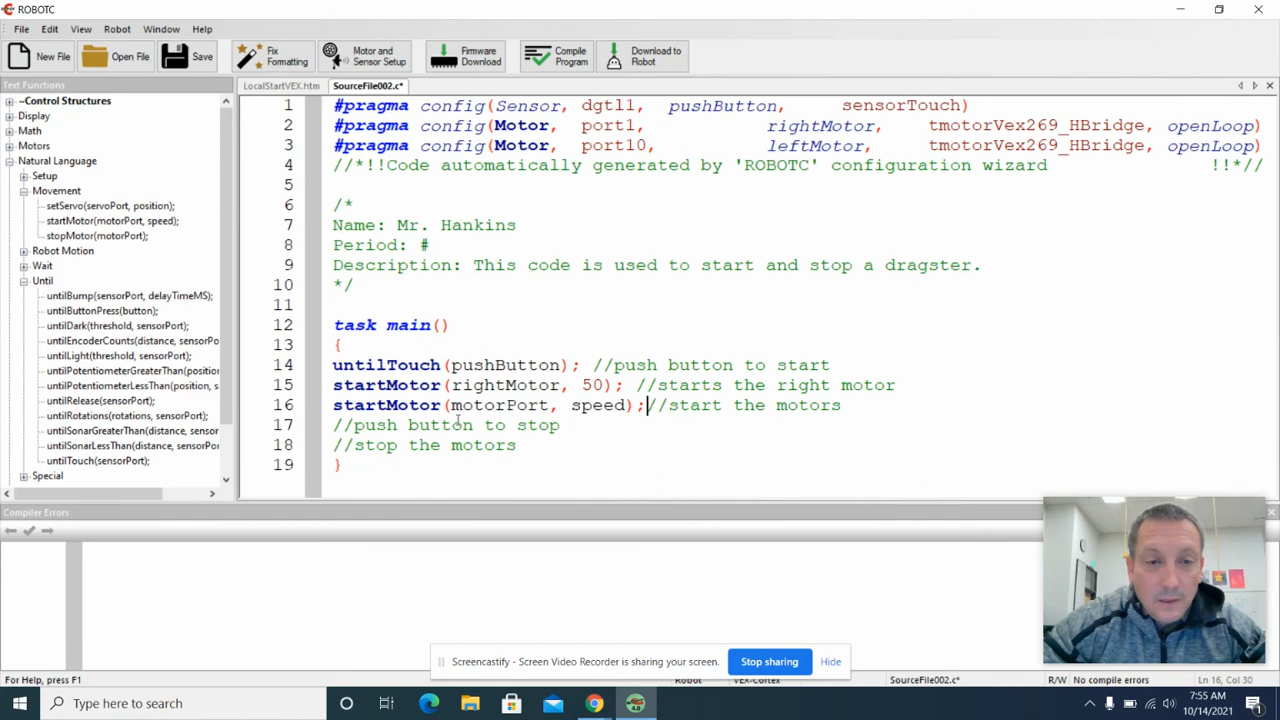 ROBOTC
File Edit View Robot Window Help
New File Open File Save Fix Formatting Motor and Sensor Setup Firmware Download Compile Program Download to Robot
Text Functions
LocalStartVEX.htm SourceFile002.c*
~Control Structures
Display
Math
Motors
Natural Language
Setup
Movement
setServo(servoPort, position);
startMotor(motorPort, speed);
stopMotor(motorPort);
Robot Motion
Wait
Until
untilBump(sensorPort, delayTimeMS);
untilButtonPress(button);
untilDark(threshold, sensorPort);
untilEncoderCounts(distance, sensorPo
untilLight(threshold, sensorPort);
untilPotentiometerGreaterThan(position
untilPotentiometerLessThan(position, s
untilRelease(sensorPort);
untilRotations(rotations, sensorPort);
untilSonarGreaterThan(distance, sensor
untilSonarLessThan(distance, sensorPo
untilTouch(sensorPort);
Special
1 #pragma config(Sensor, dgtl1, pushButton, sensorTouch)
2 #pragma config(Motor, port1, rightMotor, tmotorVex269_HBridge, openLoop)
3 #pragma config(Motor, port10, leftMotor, tmotorVex269_HBridge, openLoop)
4 //*!!Code automatically generated by 'ROBOTC' configuration wizard !!*//
5
6 /*
7 Name: Mr. Hankins
8 Period: #
9 Description: This code is used to start and stop a dragster.
10 */
11
12 task main()
13 {
14 untilTouch(pushButton); //push button to start
15 startMotor(rightMotor, 50); //starts the right motor
16 startMotor(motorPort, speed);//start the motors
17 //push button to stop
18 //stop the motors
19 }
Compiler Errors
Screencastify - Screen Video Recorder is sharing your screen. Stop sharing Hide
For Help, press F1 Robot VEX-Cortex SourceFile002.c* R/W No compile errors Ln 16, Col 30
Type here to search
7:55 AM
10/14/2021
1